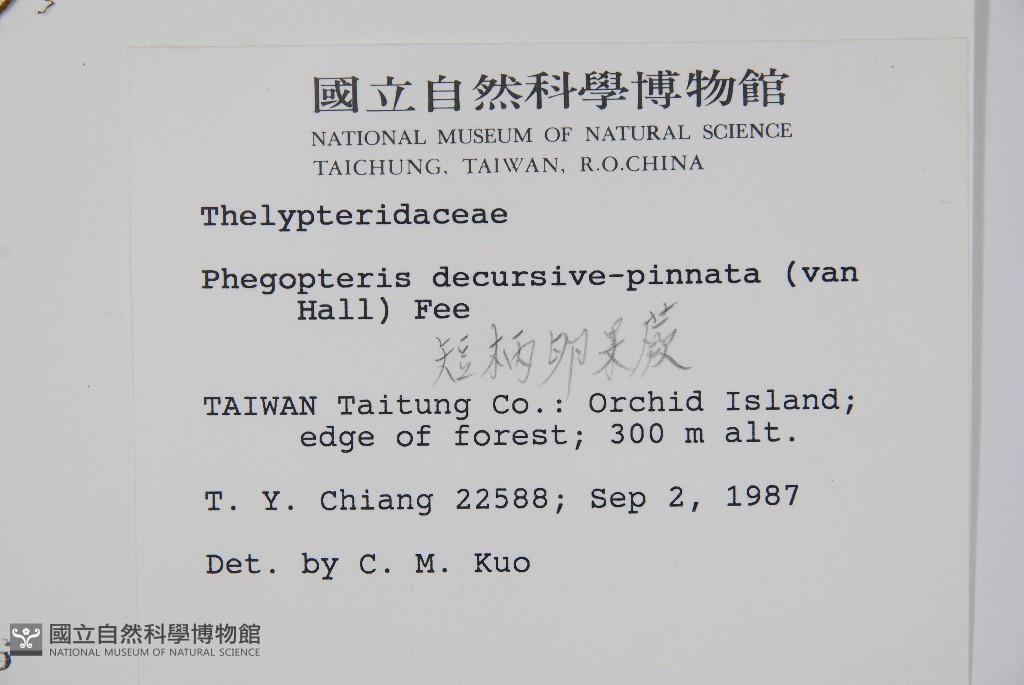 國立自然科學博物館
NATIONAL MUSEUM OF NATURAL SCIENCE
TAICHUNG, TAIWAN, R.O.CHINA
Thelypteridaceae
Phegopteris decursive-pinnata (van
Hall) Fee
短柄卵果蕨
TAIWAN Taitung Co.: Orchid Island;
edge of forest; 300 m alt.
T. Y. Chiang 22588; Sep 2, 1987
Det. by C. M. Kuo
國立自然科學博物館
NATIONAL MUSEUM OF NATURAL SCIENCE